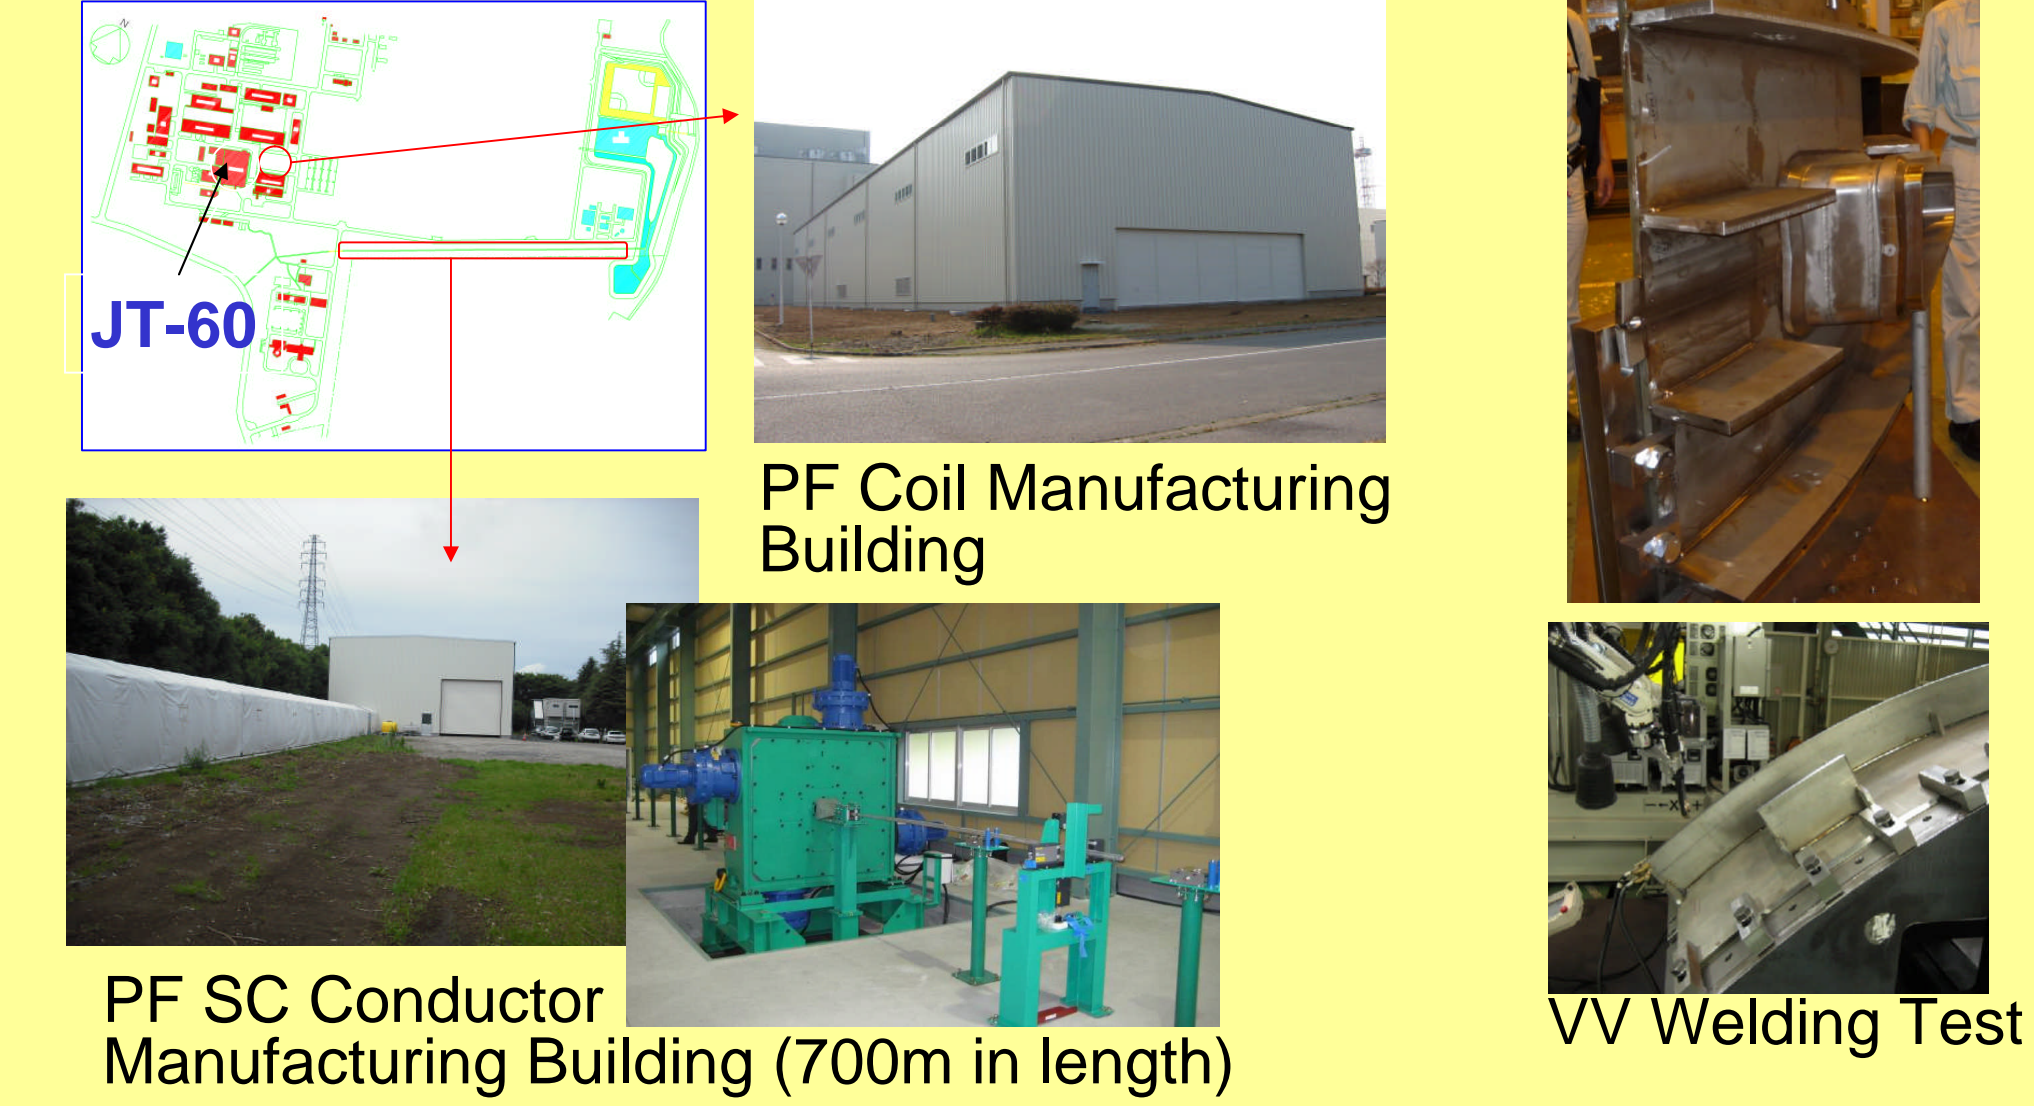 N
JT-60
PF Coil Manufacturing
Building
PF SC Conductor
Manufacturing Building (700m in length)
VV Welding Test